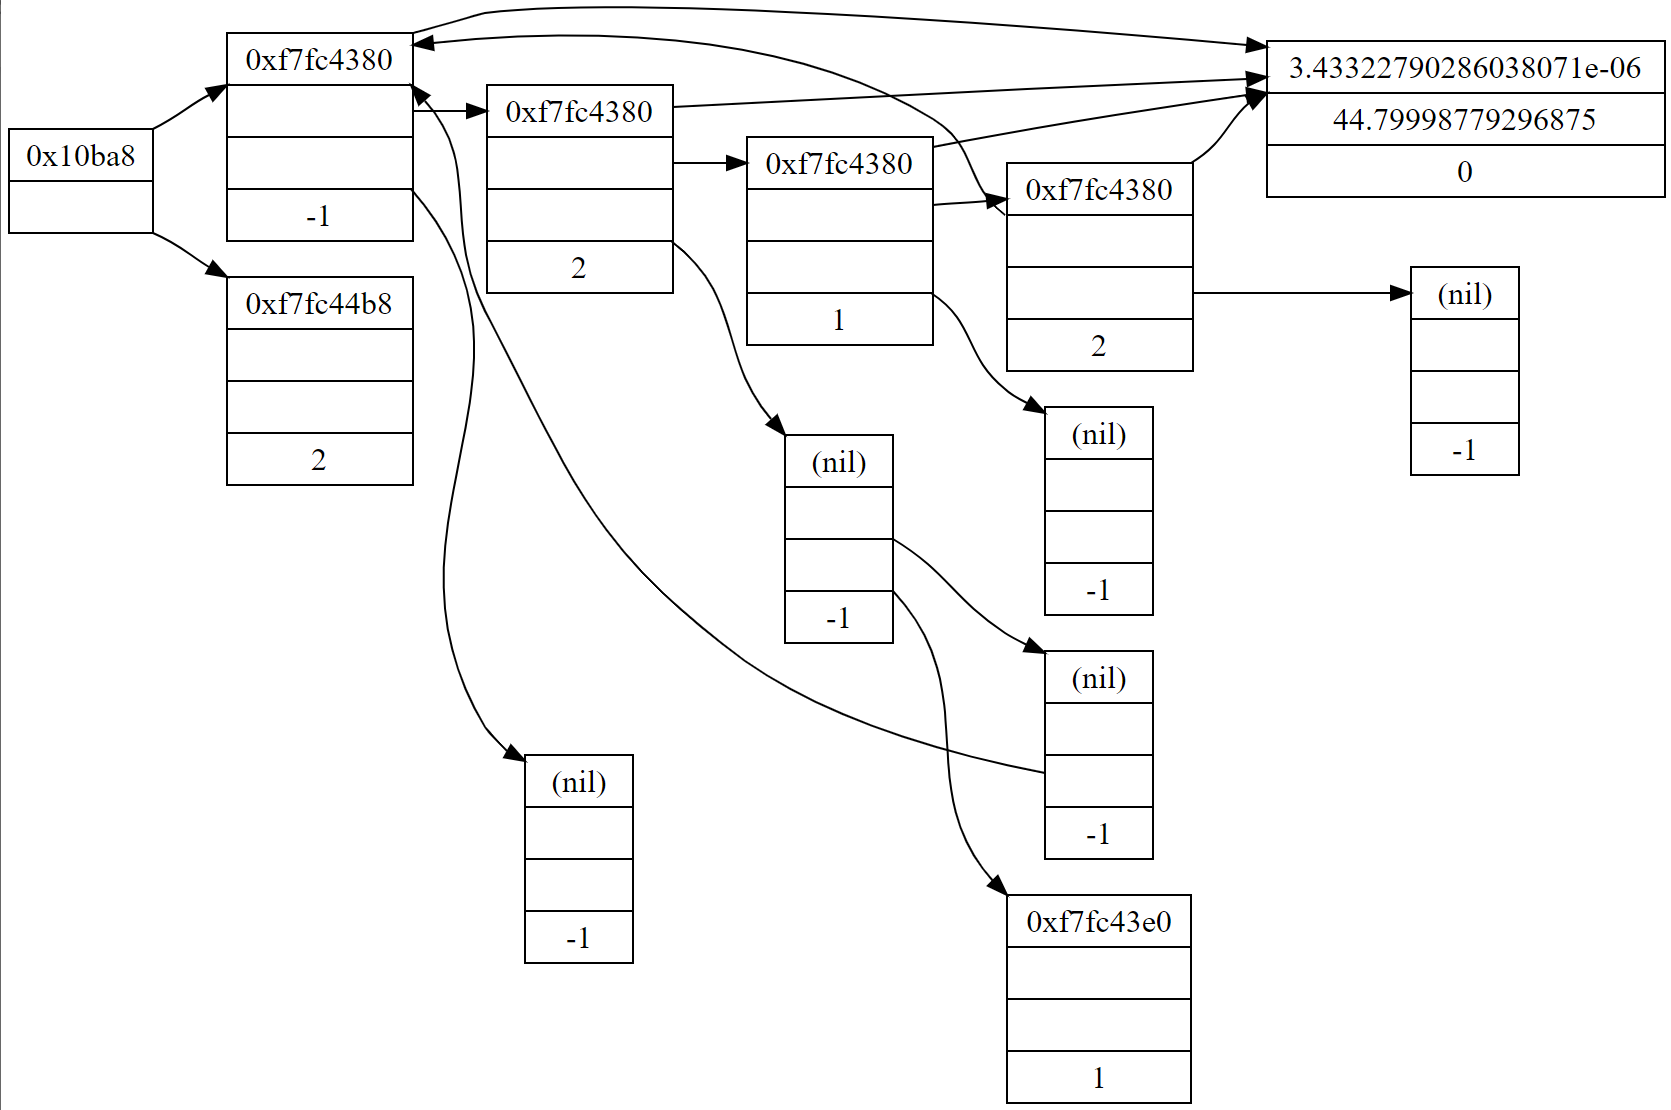 0x10ba8
0xf7fc4380
-1
0xf7fc44b8
2
0xf7fc4380
2
0xf7fc4380
1
0xf7fc4380
2
3.43322790286038071e-06
44.79998779296875
0
(nil)
-1
(nil)
-1
(nil)
-1
(nil)
-1
(nil)
-1
0xf7fc43e0
1